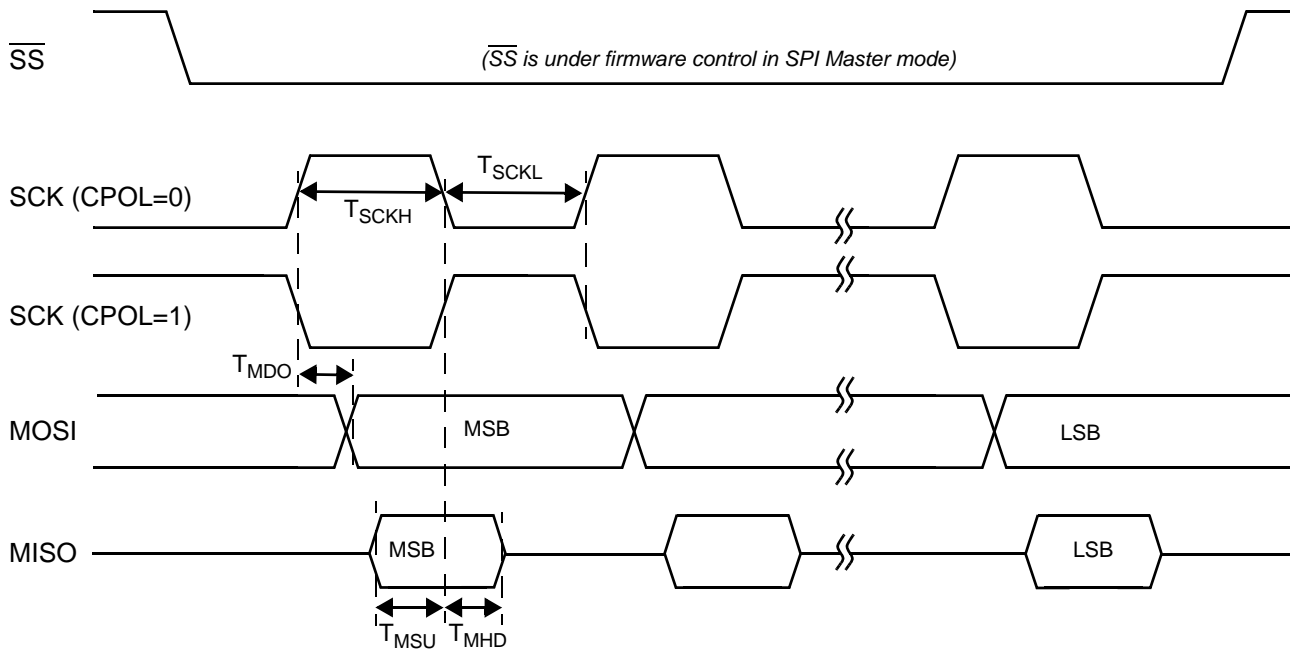 SS
(SS is under firmware control in SPI Master mode)
SCK (CPOL=0)
TSCKH
TSCKL
SCK (CPOL=1)
TMDO
MOSI
MSB
LSB
MISO
MSB
LSB
TMSU
TMHD